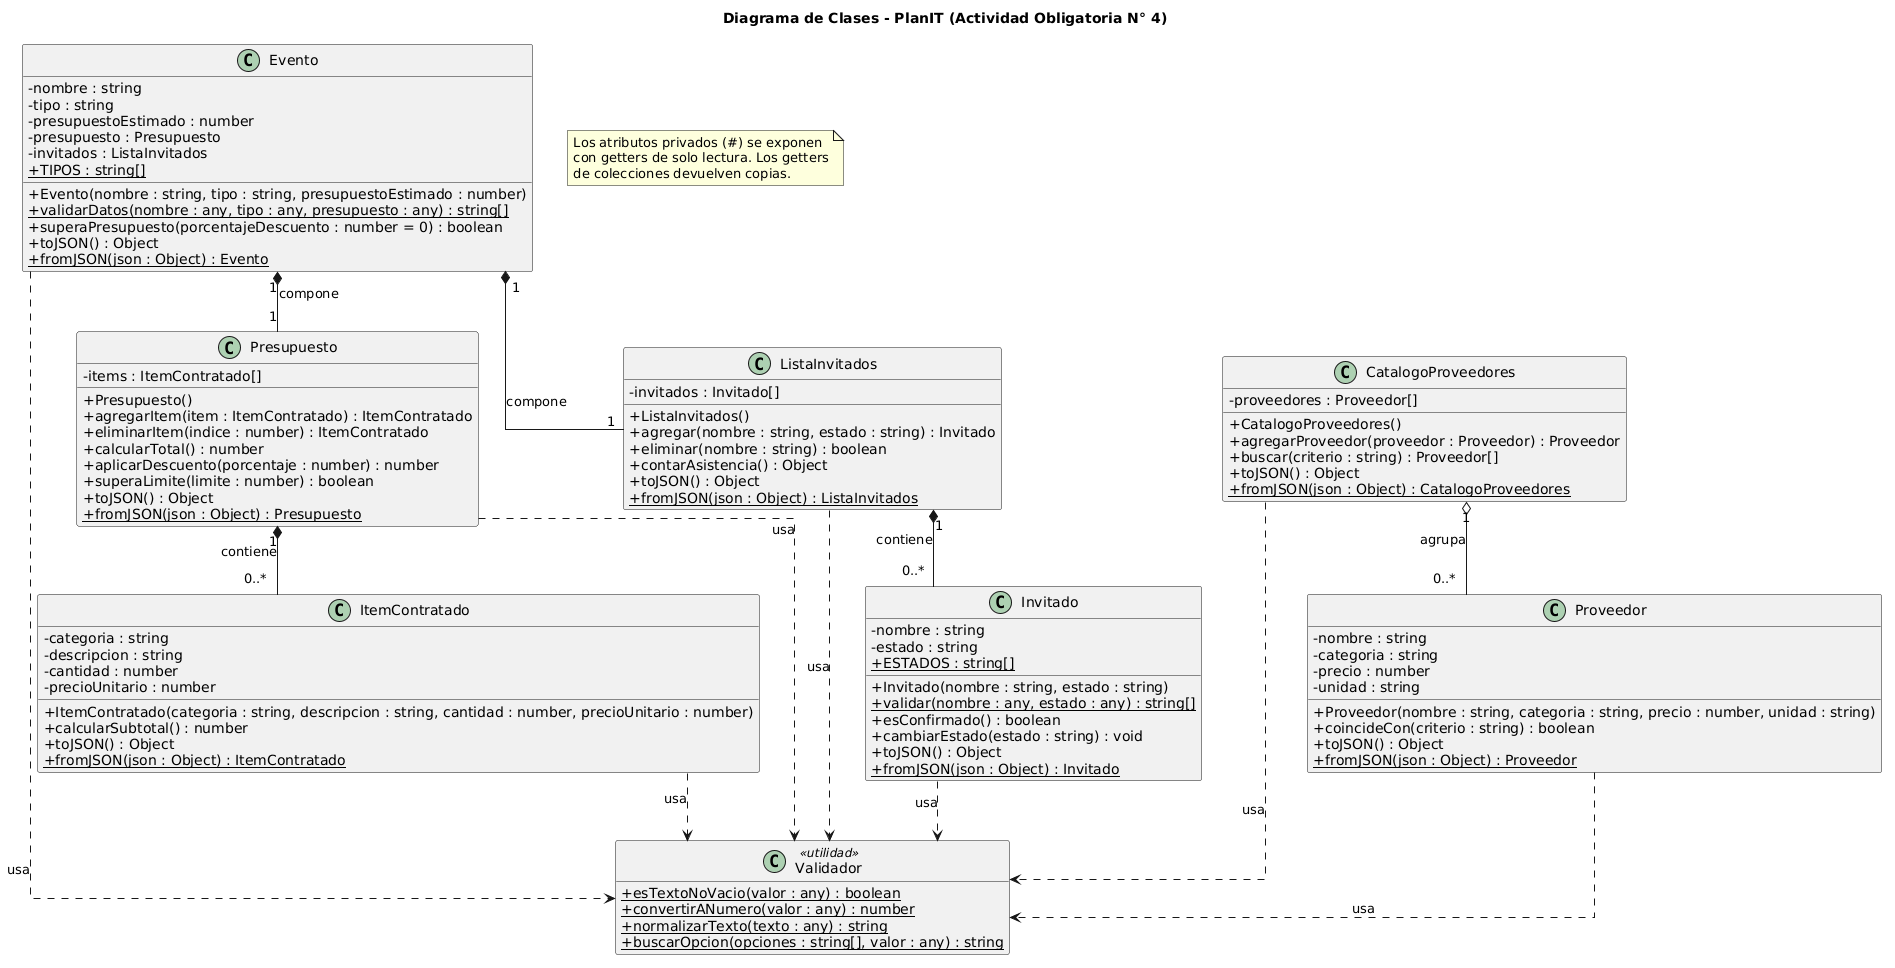 Diagrama de Clases - PlanIT (Actividad Obligatoria N° 4)
C Evento
-nombre : string
-tipo : string
-presupuestoEstimado : number
-presupuesto : Presupuesto
-invitados : ListaInvitados
+TIPOS : string[]
+Evento(nombre : string, tipo : string, presupuestoEstimado : number)
+validarDatos(nombre : any, tipo : any, presupuesto : any) : string[]
+superaPresupuesto(porcentajeDescuento : number = 0) : boolean
+toJSON() : Object
+fromJSON(json : Object) : Evento
Los atributos privados (#) se exponen
con getters de solo lectura. Los getters
de colecciones devuelven copias.
1
compone
1
1
compone
1
C Presupuesto
-items : ItemContratado[]
+Presupuesto()
+agregarItem(item : ItemContratado) : ItemContratado
+eliminarItem(indice : number) : ItemContratado
+calcularTotal() : number
+aplicarDescuento(porcentaje : number) : number
+superaLimite(limite : number) : boolean
+toJSON() : Object
+fromJSON(json : Object) : Presupuesto
C ListaInvitados
-invitados : Invitado[]
+ListaInvitados()
+agregar(nombre : string, estado : string) : Invitado
+eliminar(nombre : string) : boolean
+contarAsistencia() : Object
+toJSON() : Object
+fromJSON(json : Object) : ListaInvitados
C CatalogoProveedores
-proveedores : Proveedor[]
+CatalogoProveedores()
+agregarProveedor(proveedor : Proveedor) : Proveedor
+buscar(criterio : string) : Proveedor[]
+toJSON() : Object
+fromJSON(json : Object) : CatalogoProveedores
1
contiene
0..*
usa
1
contiene
0..*
1
agrupa
0..*
C ItemContratado
-categoria : string
-descripcion : string
-cantidad : number
-precioUnitario : number
+ItemContratado(categoria : string, descripcion : string, cantidad : number, precioUnitario : number)
+calcularSubtotal() : number
+toJSON() : Object
+fromJSON(json : Object) : ItemContratado
usa
C Invitado
-nombre : string
-estado : string
+ESTADOS : string[]
+Invitado(nombre : string, estado : string)
+validar(nombre : any, estado : any) : string[]
+esConfirmado() : boolean
+cambiarEstado(estado : string) : void
+toJSON() : Object
+fromJSON(json : Object) : Invitado
C Proveedor
-nombre : string
-categoria : string
-precio : number
-unidad : string
+Proveedor(nombre : string, categoria : string, precio : number, unidad : string)
+coincideCon(criterio : string) : boolean
+toJSON() : Object
+fromJSON(json : Object) : Proveedor
usa
usa
usa
usa
usa
C «utilidad»
Validador
+esTextoNoVacio(valor : any) : boolean
+convertirANumero(valor : any) : number
+normalizarTexto(texto : any) : string
+buscarOpcion(opciones : string[], valor : any) : string